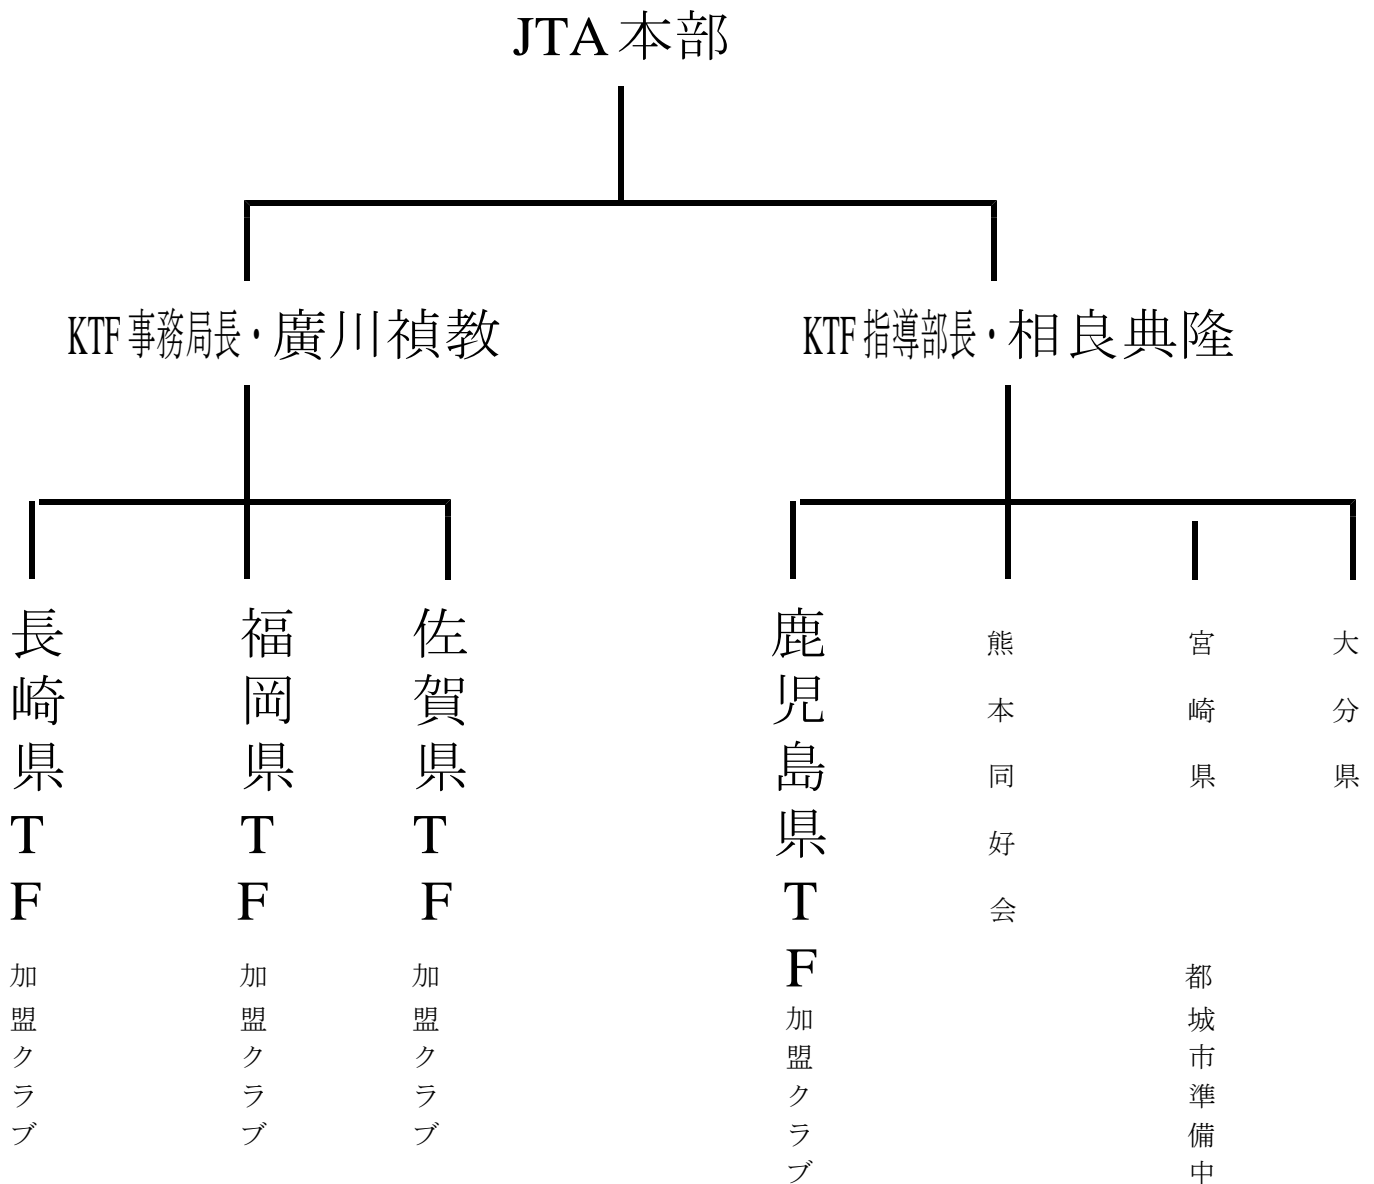 JTA本部
KTF事務局長・廣川禎教
KTF指導部長・相良典隆
長崎県TF加盟クラブ
福岡県TF加盟クラブ
佐賀県TF加盟クラブ
鹿児島県TF加盟クラブ
熊本同好会
宮崎県 都城市準備中
大分県